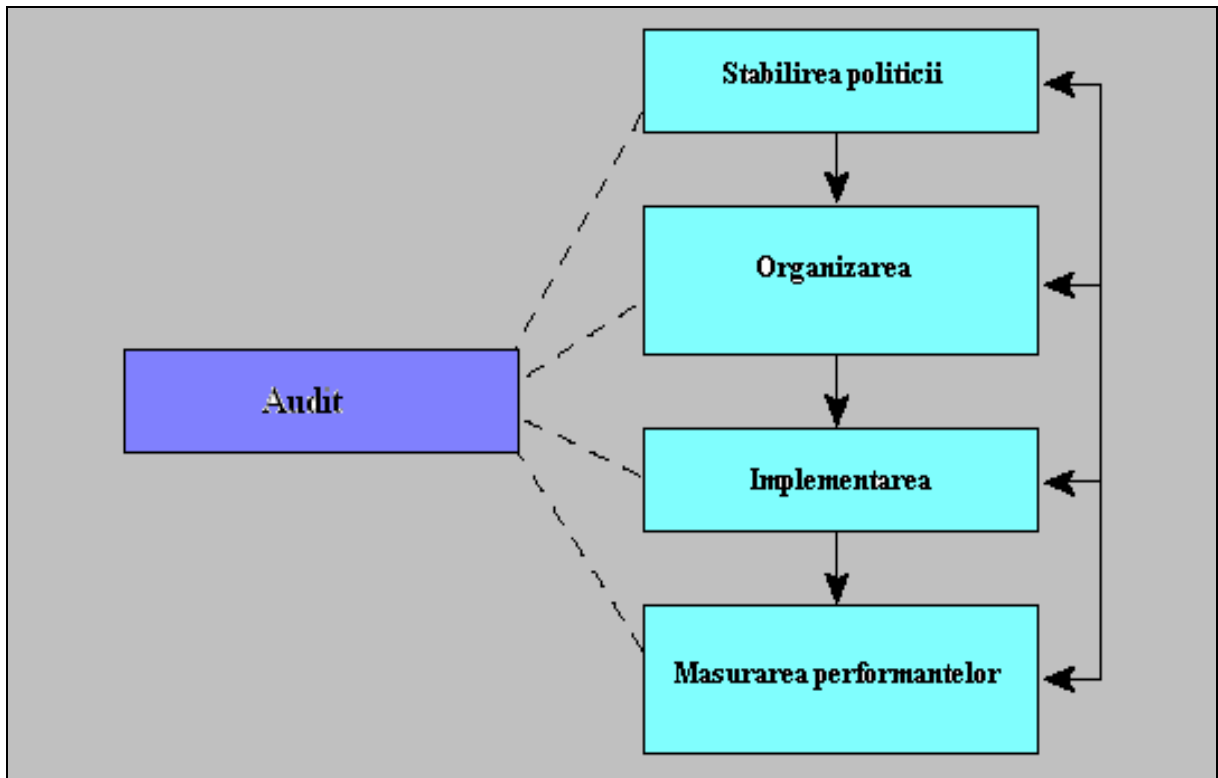 Stabilirea politicii
Organizarea
Audit
Implementarea
Masurarea performantelor